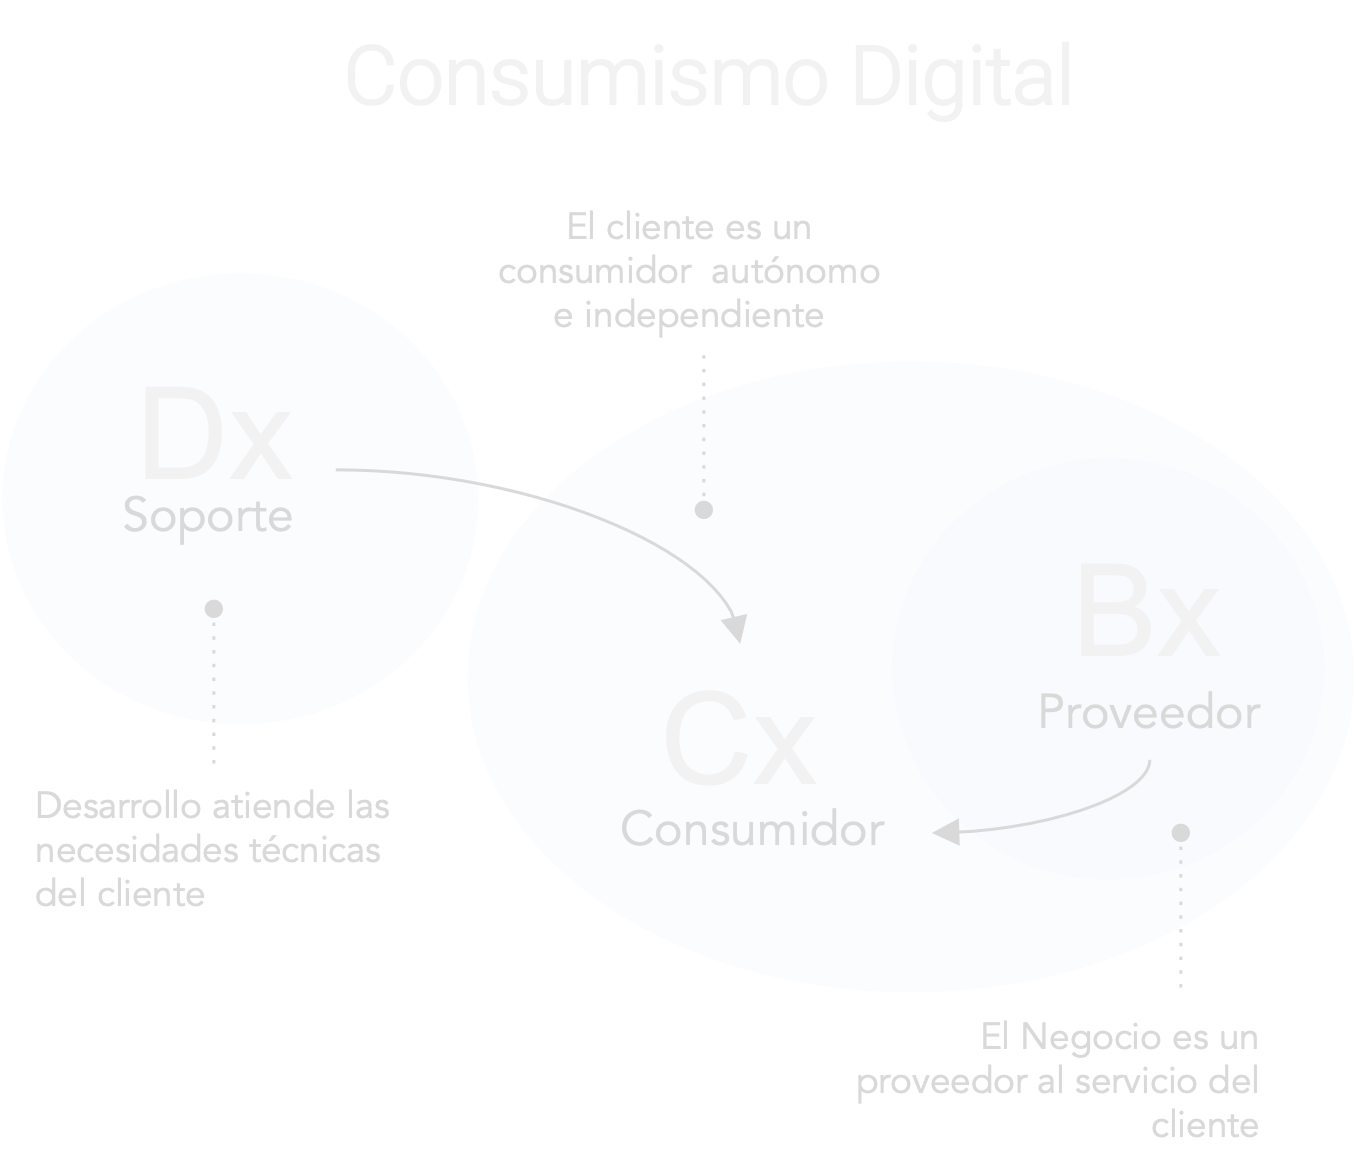 Consumismo Digital
El cliente es un
consumidor autónomo
e independiente
Dx
Soporte
Desarrollo atiende las
necesidades técnicas
del cliente
Cx
Consumidor
Bx
Proveedor
El Negocio es un
proveedor al servicio del
cliente